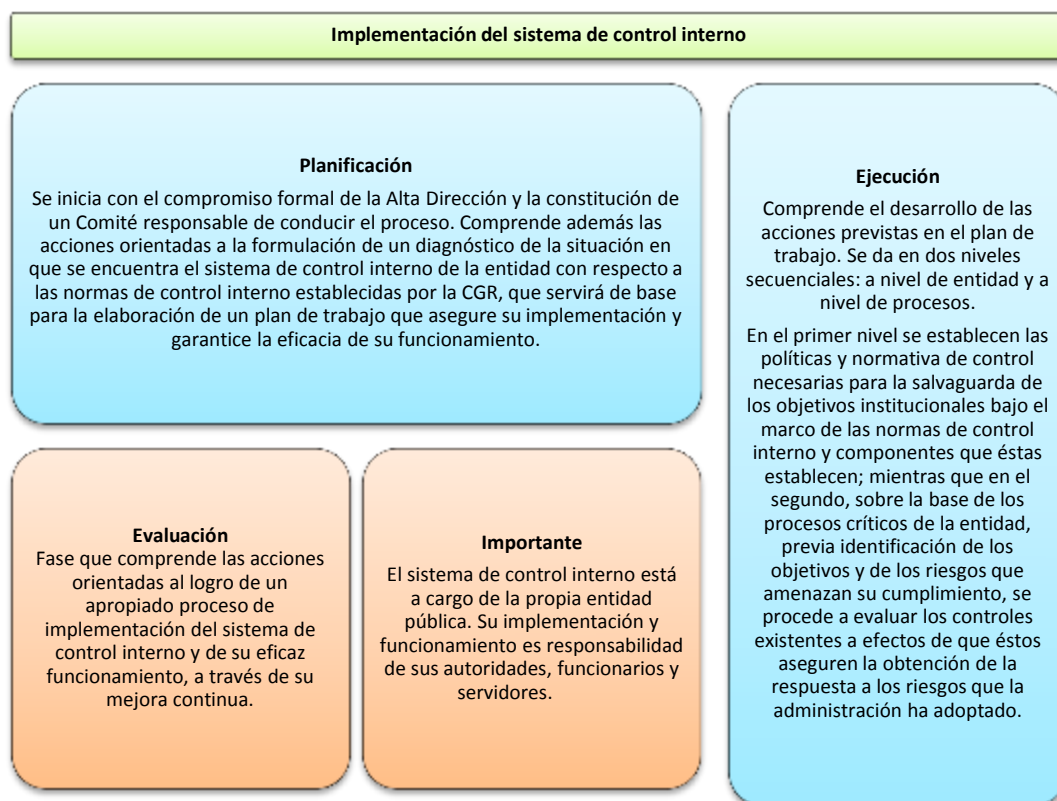 Implementación del sistema de control interno
Planificación
Se inicia con el compromiso formal de la Alta Dirección y la constitución de
un Comité responsable de conducir el proceso. Comprende además las
acciones orientadas a la formulación de un diagnóstico de la situación en
que se encuentra el sistema de control interno de la entidad con respecto a
las normas de control interno establecidas por la CGR, que servirá de base
para la elaboración de un plan de trabajo que asegure su implementación y
garantice la eficacia de su funcionamiento.
Ejecución
Comprende el desarrollo de las
acciones previstas en el plan de
trabajo. Se da en dos niveles
secuenciales: a nivel de entidad y a
nivel de procesos.
En el primer nivel se establecen las
políticas y normativa de control
necesarias para la salvaguarda de
los objetivos institucionales bajo el
marco de las normas de control
interno y componentes que éstas
establecen; mientras que en el
segundo, sobre la base de los
procesos críticos de la entidad,
previa identificación de los
objetivos y de los riesgos que
amenazan su cumplimiento, se
procede a evaluar los controles
existentes a efectos de que éstos
aseguren la obtención de la
respuesta a los riesgos que la
administración ha adoptado.
Evaluación
Fase que comprende las acciones
orientadas al logro de un
apropiado proceso de
implementación del sistema de
control interno y de su eficaz
funcionamiento, a través de su
mejora continua.
Importante
El sistema de control interno está
a cargo de la propia entidad
pública. Su implementación y
funcionamiento es responsabilidad
de sus autoridades, funcionarios y
servidores.